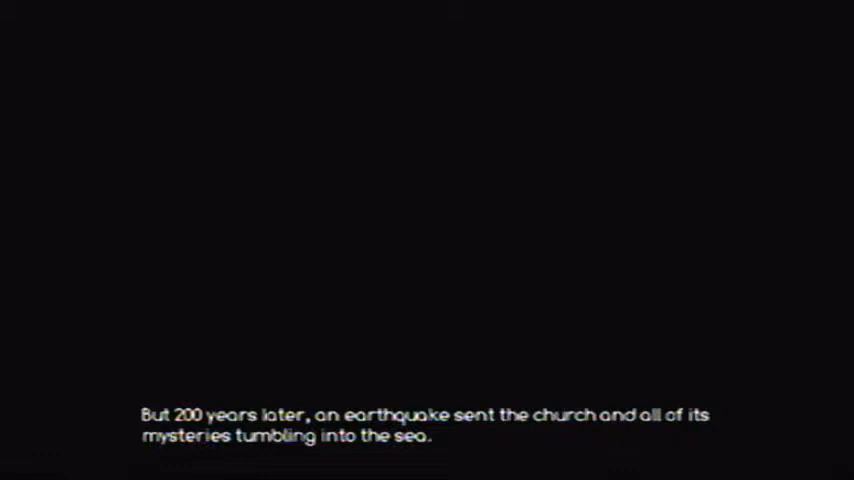 But 200 years later, an earthquake sent the church and all of its
mysteries tumbling into the sea.